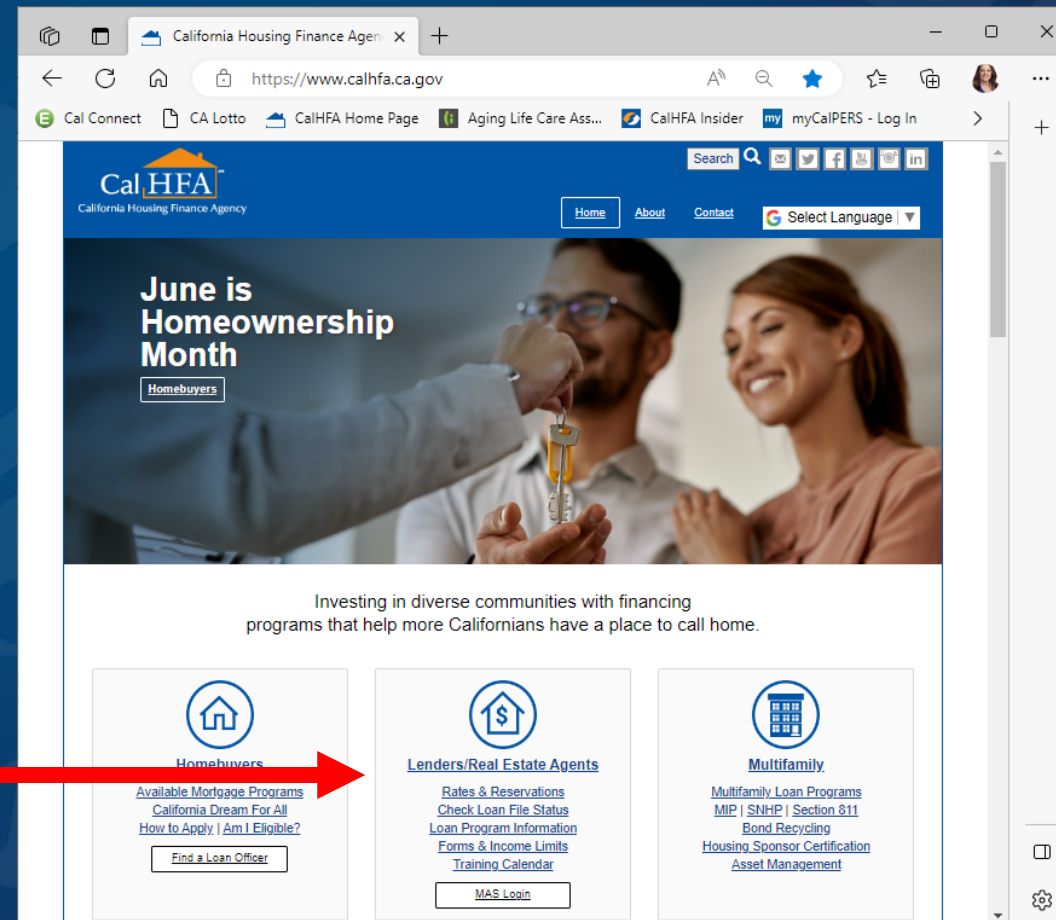 California Housing Finance Agen
https://www.calhfa.ca.gov
Cal Connect CA Lotto CalHFA Home Page Aging Life Care Ass... CalHFA Insider my myCalPERS - Log In
Search
Cal HFA
California Housing Finance Agency
Home About Contact G Select Language ▼
June is
Homeownership
Month
Homebuyers
Investing in diverse communities with financing
programs that help more Californians have a place to call home.
Homebuyers
Available Mortgage Programs
California Dream For All
How to Apply | Am I Eligible?
Find a Loan Officer
Lenders/Real Estate Agents
Rates & Reservations
Check Loan File Status
Loan Program Information
Forms & Income Limits
Training Calendar
MAS Login
Multifamily
Multifamily Loan Programs
MIP | SNHP | Section 811
Bond Recycling
Housing Sponsor Certification
Asset Management